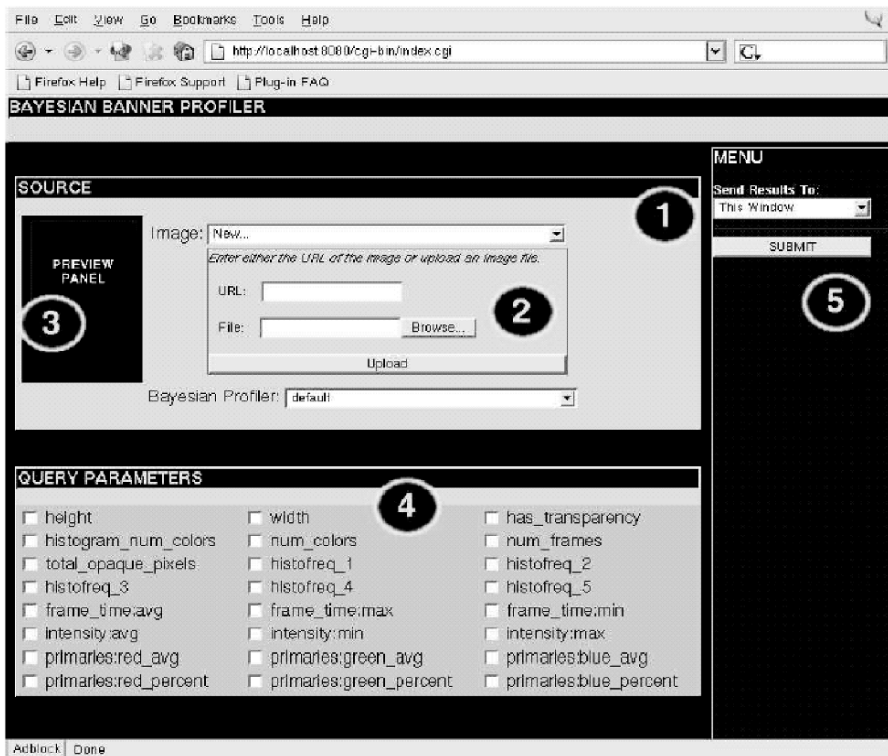 File Edit View Go Bookmarks Tools Help
http://localhost:8080/cgi-bin/index.cgi
G
Firefox Help Firefox Support Plug-in FAQ
BAYESIAN BANNER PROFILER
MENU
Send Results To:
This Window
SUBMIT
5
SOURCE
1
Image: New...
Enter either the URL of the image or upload an image file.
PREVIEW
PANEL
3
URL:
2
File: Browse...
Upload
Bayesian Profiler: default
QUERY PARAMETERS
4
height width has_transparency
histogram_num_colors num_colors num_frames
total_opaque_pixels histofreq_1 histofreq_2
histofreq_3 histofreq_4 histofreq_5
frame_time:avg frame_time:max frame_time:min
intensity:avg intensity:min intensity:max
primaries:red_avg primaries:green_avg primaries:blue_avg
primaries:red_percent primaries:green_percent primaries:blue_percent
Adblock Done